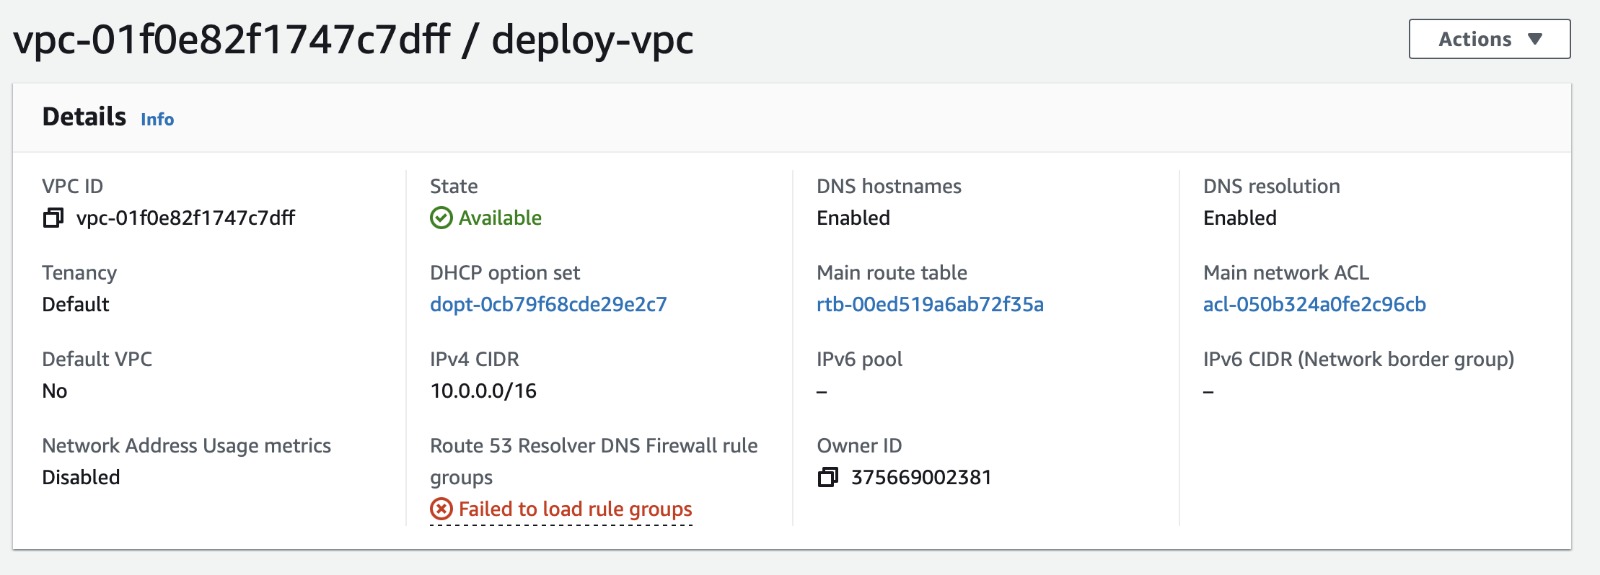 vpc-01f0e82f1747c7dff / deploy-vpc
Actions
Details Info
VPC ID
vpc-01f0e82f1747c7dff
State
Available
DNS hostnames
Enabled
DNS resolution
Enabled
Tenancy
Default
DHCP option set
dopt-0cb79f68cde29e2c7
Main route table
rtb-00ed519a6ab72f35a
Main network ACL
acl-050b324a0fe2c96cb
Default VPC
No
IPv4 CIDR
10.0.0.0/16
IPv6 pool
–
IPv6 CIDR (Network border group)
–
Network Address Usage metrics
Disabled
Route 53 Resolver DNS Firewall rule
groups
Failed to load rule groups
Owner ID
375669002381